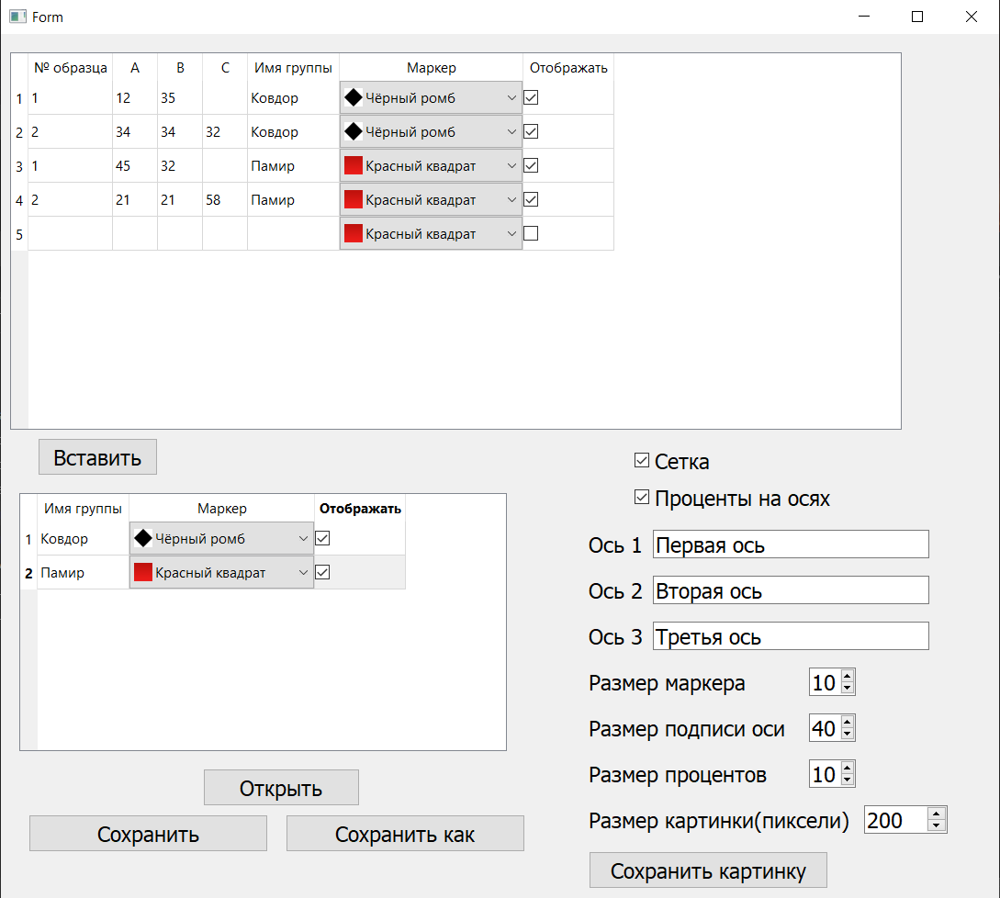 Form
№ образца A B C Имя группы Маркер Отображать
1 1 12 35 Ковдор Чёрный ромб
2 2 34 34 32 Ковдор Чёрный ромб
3 1 45 32 Памир Красный квадрат
4 2 21 21 58 Памир Красный квадрат
5 Красный квадрат
Вставить
Имя группы Маркер Отображать
1 Ковдор Чёрный ромб
2 Памир Красный квадрат
Открыть
Сохранить Сохранить как
Сетка
Проценты на осях
Ось 1 Первая ось
Ось 2 Вторая ось
Ось 3 Третья ось
Размер маркера 10
Размер подписи оси 40
Размер процентов 10
Размер картинки(пиксели) 200
Сохранить картинку